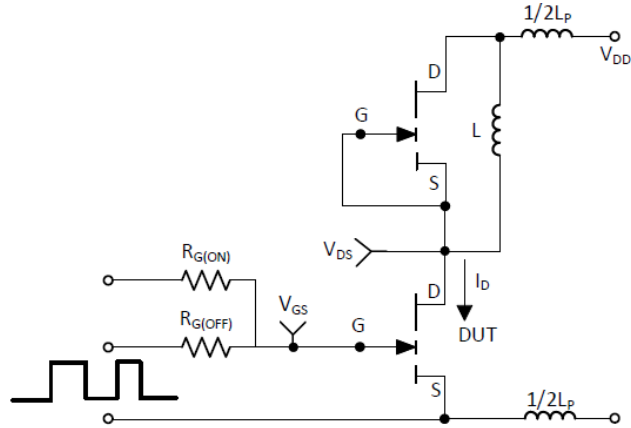 1/2LP
VDD
D
G
L
S
VDS
RG(ON)
D
ID
VGS
RG(OFF)
G
DUT
S
1/2LP